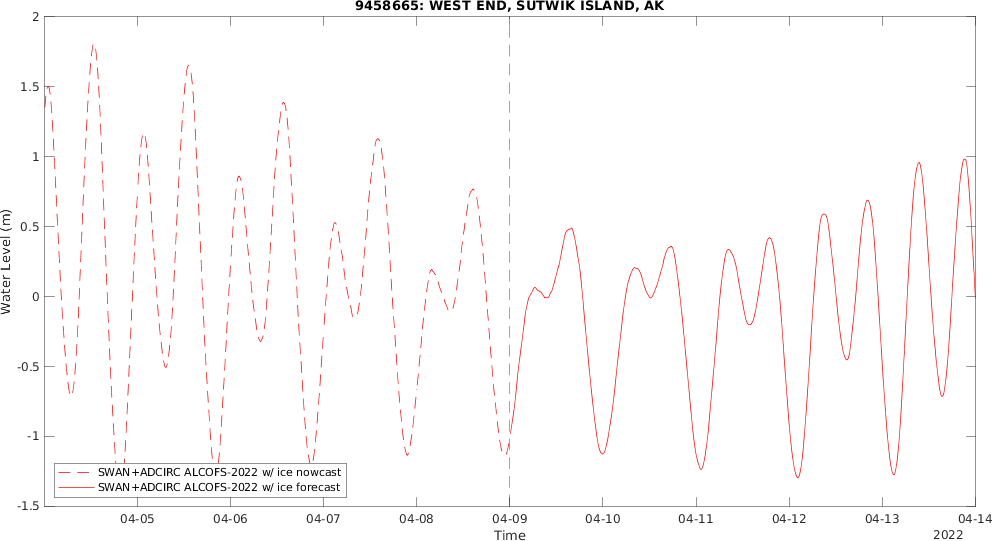 9458665: WEST END, SUTWIK ISLAND, AK
Water Level (m)
2
1.5
1
0.5
0
-0.5
-1
-1.5
SWAN+ADCIRC ALCOFS-2022 w/ ice nowcast
SWAN+ADCIRC ALCOFS-2022 w/ ice forecast
04-05 04-06 04-07 04-08 04-09 04-10 04-11 04-12 04-13 04-14
Time
2022